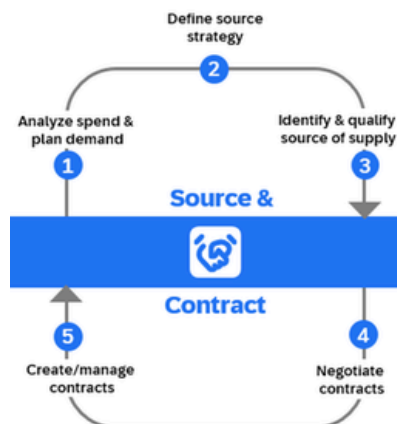 Define source
strategy
2
Analyze spend &
plan demand
1
Identify & qualify
source of supply
3
Source &
Contract
5
Create/manage
contracts
4
Negotiate
contracts